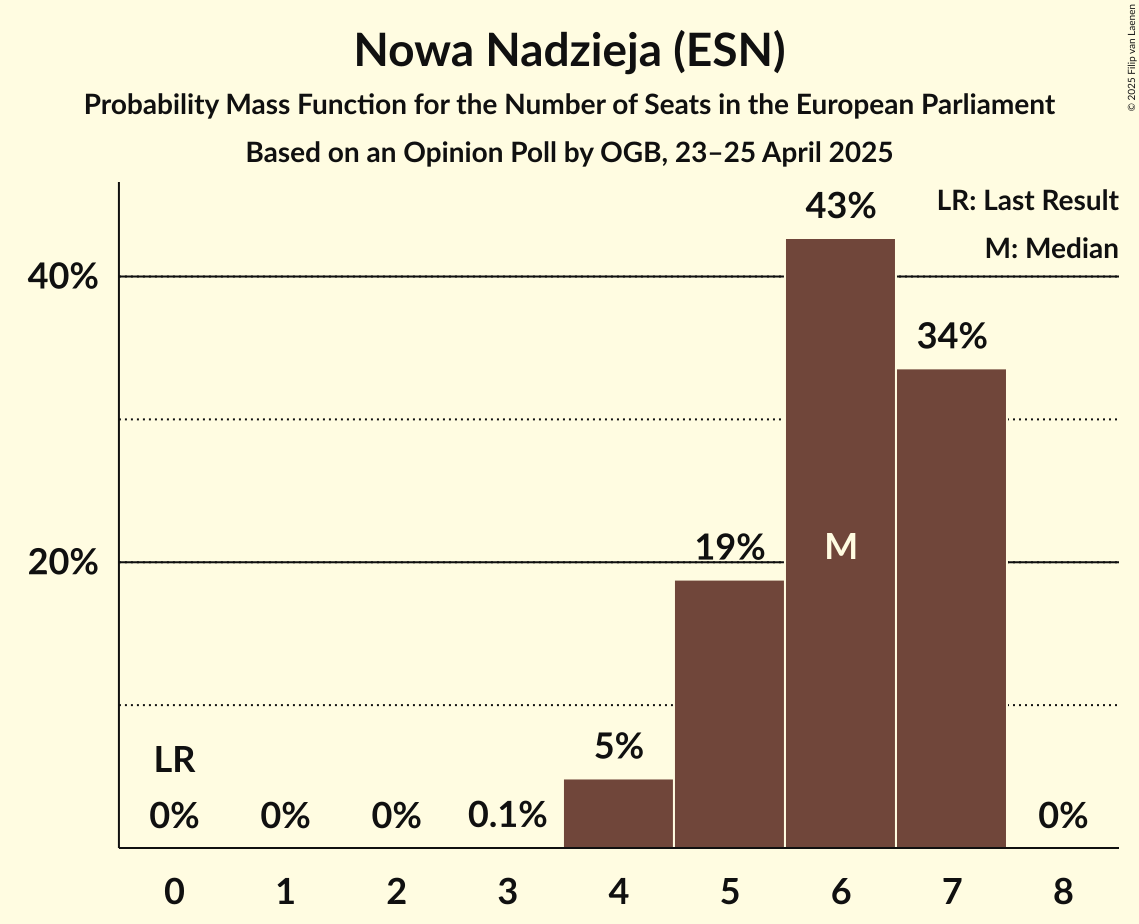 Nowa Nadzieja (ESN)
Probability Mass Function for the Number of Seats in the European Parliament
Based on an Opinion Poll by OGB, 23–25 April 2025
© 2025 Filip van Laenen
LR: Last Result
M: Median
43%
40%
34%
19%
M
20%
5%
LR
0%
0%
0%
0.1%
0%
0 1 2 3 4 5 6 7 8